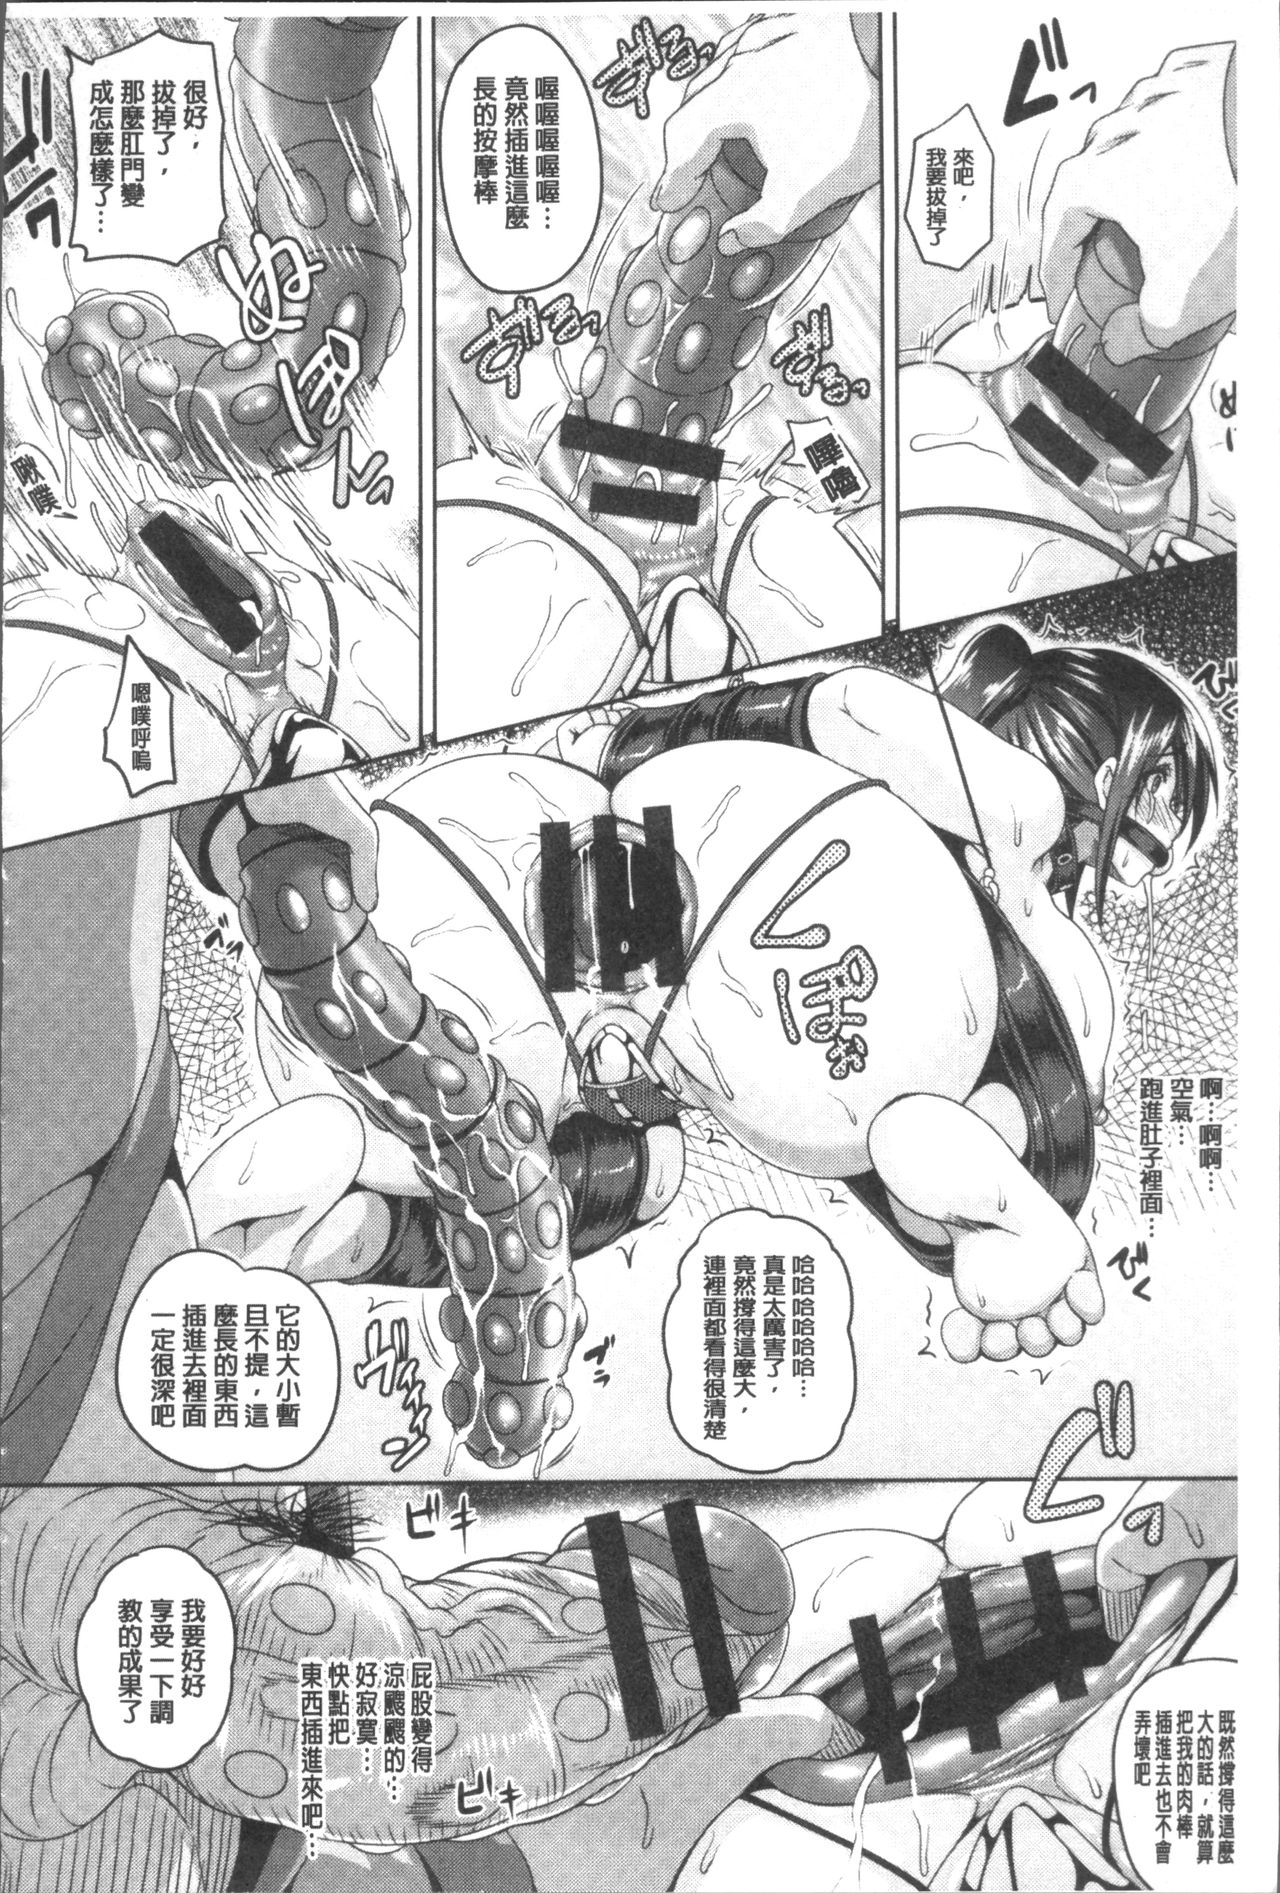 來吧，
我要拔掉了
喔喔喔喔喔…
竟然插進這麼
長的按摩棒
嗶嚕
很好，
拔掉了，
那麼肛門變
成怎麼樣了…
啾噗
嗯噗呼嗚
啊…啊啊…
空氣…
跑進肚子裡面…
哈哈哈哈哈哈…
真是太厲害了，
竟然撐得這麼大，
連裡面都看得很清楚
它的大小暫
且不提，這
麼長的東西
插進去裡面
一定很深吧
既然撐得這麼
大的話，就算
把我的肉棒
插進去也不會
弄壞吧
屁股變得
涼颼颼的…
好寂寞…
快點把
東西插進來吧…
ビキ
ビキ
我要好好
享受一下調
教的成果了